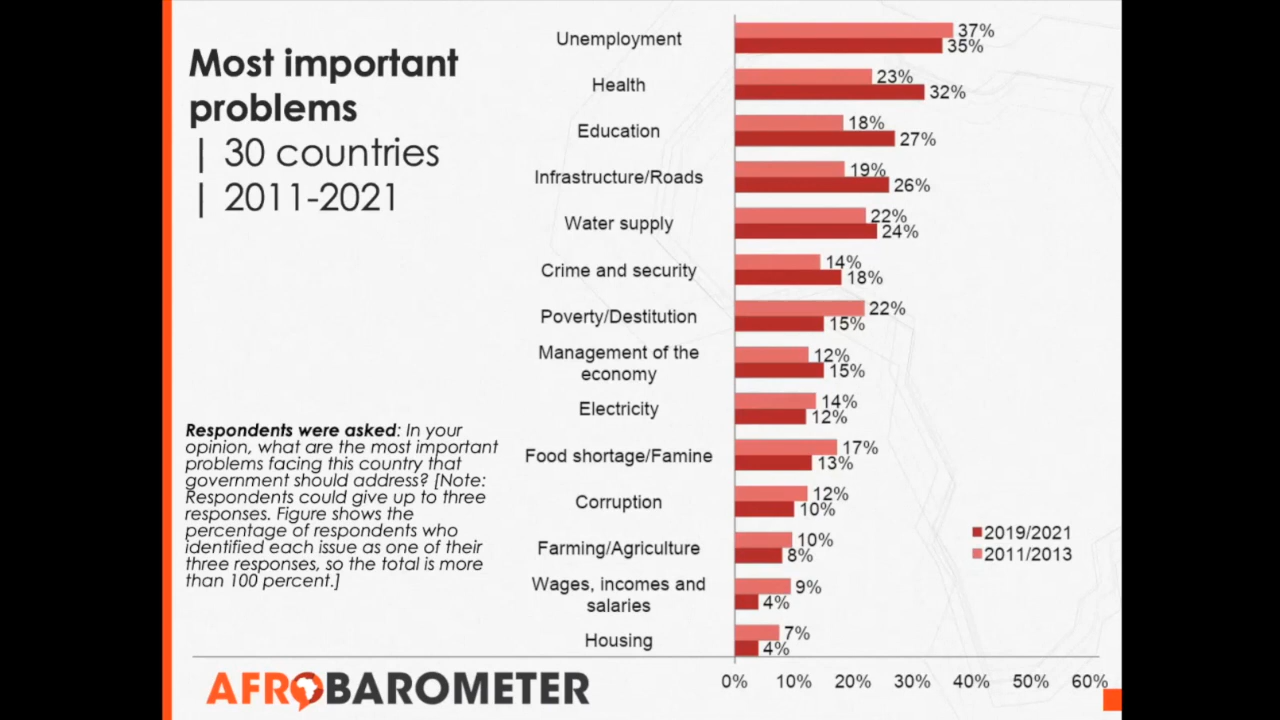 Most important
problems
| 30 countries
| 2011-2021
Respondents were asked: In your
opinion, what are the most important
problems facing this country that
government should address? [Note:
Respondents could give up to three
responses. Figure shows the
percentage of respondents who
identified each issue as one of their
three responses, so the total is more
than 100 percent.]
Unemployment
37%
35%
Health
23%
32%
Education
18%
27%
Infrastructure/Roads
19%
26%
Water supply
22%
24%
Crime and security
14%
18%
Poverty/Destitution
22%
15%
Management of the
economy
12%
15%
Electricity
14%
12%
Food shortage/Famine
17%
13%
Corruption
12%
10%
Farming/Agriculture
10%
8%
Wages, incomes and
salaries
9%
4%
Housing
7%
4%
2019/2021
2011/2013
0% 10% 20% 30% 40% 50% 60%
AFROBAROMETER